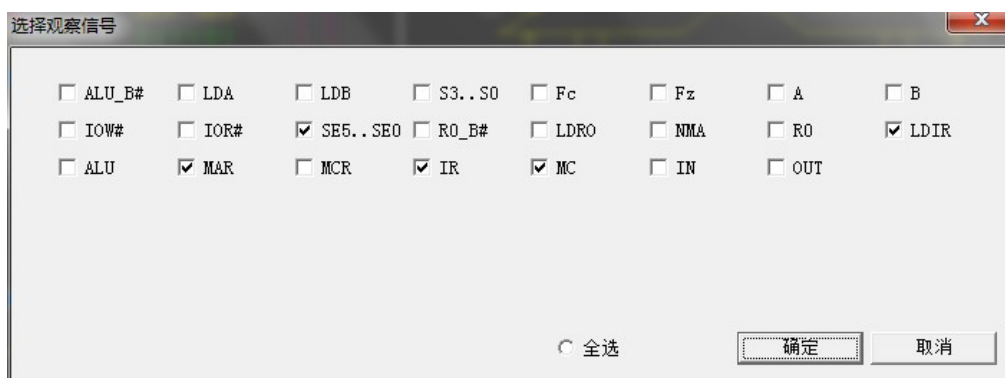 选择观察信号
ALU_B# LDA LDB S3..S0 Fc Fz A B
IOW# IOR# SE5..SE0 R0_B# LDR0 NMA R0 LDIR
ALU MAR MCR IR MC IN OUT
全选 确定 取消